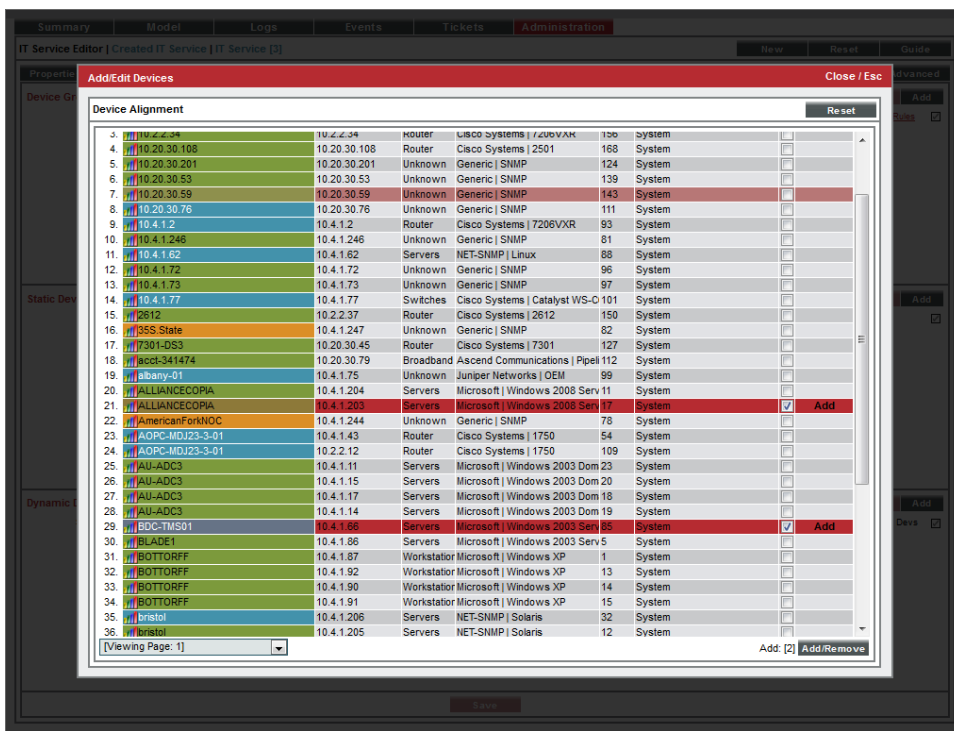 Summary Model Logs Events Tickets Administration
IT Service Editor | Created IT Service | IT Service [3] New Reset Guide
Propertie dvanced
Add/Edit Devices Close / Esc
Device Gr Add
Device Alignment Reset
Rules
3. 10.2.2.34 10.2.2.34 Router Cisco Systems | 7206VXR 156 System
4. 10.20.30.108 10.20.30.108 Router Cisco Systems | 2501 168 System
5. 10.20.30.201 10.20.30.201 Unknown Generic | SNMP 124 System
6. 10.20.30.53 10.20.30.53 Unknown Generic | SNMP 139 System
7. 10.20.30.59 10.20.30.59 Unknown Generic | SNMP 143 System
8. 10.20.30.76 10.20.30.76 Unknown Generic | SNMP 111 System
9. 10.4.1.2 10.4.1.2 Router Cisco Systems | 7206VXR 93 System
10. 10.4.1.246 10.4.1.246 Unknown Generic | SNMP 81 System
11. 10.4.1.62 10.4.1.62 Servers NET-SNMP | Linux 88 System
12. 10.4.1.72 10.4.1.72 Unknown Generic | SNMP 96 System
13. 10.4.1.73 10.4.1.73 Unknown Generic | SNMP 97 System
14. 10.4.1.77 10.4.1.77 Switches Cisco Systems | Catalyst WS-C 101 System
Static Dev Add
15. 2612 10.2.2.37 Router Cisco Systems | 2612 150 System
16. 35S.State 10.4.1.247 Unknown Generic | SNMP 82 System
17. 7301-DS3 10.20.30.45 Router Cisco Systems | 7301 127 System
18. acct-341474 10.20.30.79 Broadband Ascend Communications | Pipeli 112 System
19. albany-01 10.4.1.75 Unknown Juniper Networks | OEM 99 System
20. ALLIANCECOPIA 10.4.1.204 Servers Microsoft | Windows 2008 Serv 11 System
21. ALLIANCECOPIA 10.4.1.203 Servers Microsoft | Windows 2008 Serv 17 System Add
22. AmericanForkNOC 10.4.1.244 Unknown Generic | SNMP 78 System
23. AOPC-MDJ23-3-01 10.4.1.43 Router Cisco Systems | 1750 54 System
24. AOPC-MDJ23-3-01 10.2.2.12 Router Cisco Systems | 1750 109 System
25. AU-ADC3 10.4.1.11 Servers Microsoft | Windows 2003 Dom 23 System
26. AU-ADC3 10.4.1.15 Servers Microsoft | Windows 2003 Dom 20 System
27. AU-ADC3 10.4.1.17 Servers Microsoft | Windows 2003 Dom 18 System
Dynamic D Add
28. AU-ADC3 10.4.1.14 Servers Microsoft | Windows 2003 Dom 19 System
29. BDC-TMS01 10.4.1.66 Servers Microsoft | Windows 2003 Serv 85 System Add
Devs
30. BLADE1 10.4.1.86 Servers Microsoft | Windows 2003 Serv 5 System
31. BOTTORFF 10.4.1.87 Workstation Microsoft | Windows XP 1 System
32. BOTTORFF 10.4.1.92 Workstation Microsoft | Windows XP 13 System
33. BOTTORFF 10.4.1.90 Workstation Microsoft | Windows XP 14 System
34. BOTTORFF 10.4.1.91 Workstation Microsoft | Windows XP 15 System
35. bristol 10.4.1.206 Servers NET-SNMP | Solaris 32 System
36. bristol 10.4.1.205 Servers NET-SNMP | Solaris 12 System
[Viewing Page: 1] Add: [2] Add/Remove
Save